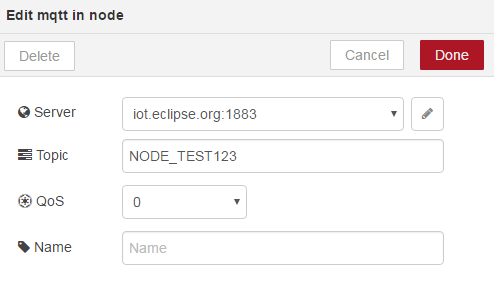 Edit mqtt in node
Delete Cancel Done
Server iot.eclipse.org:1883
Topic NODE_TEST123
QoS 0
Name Name